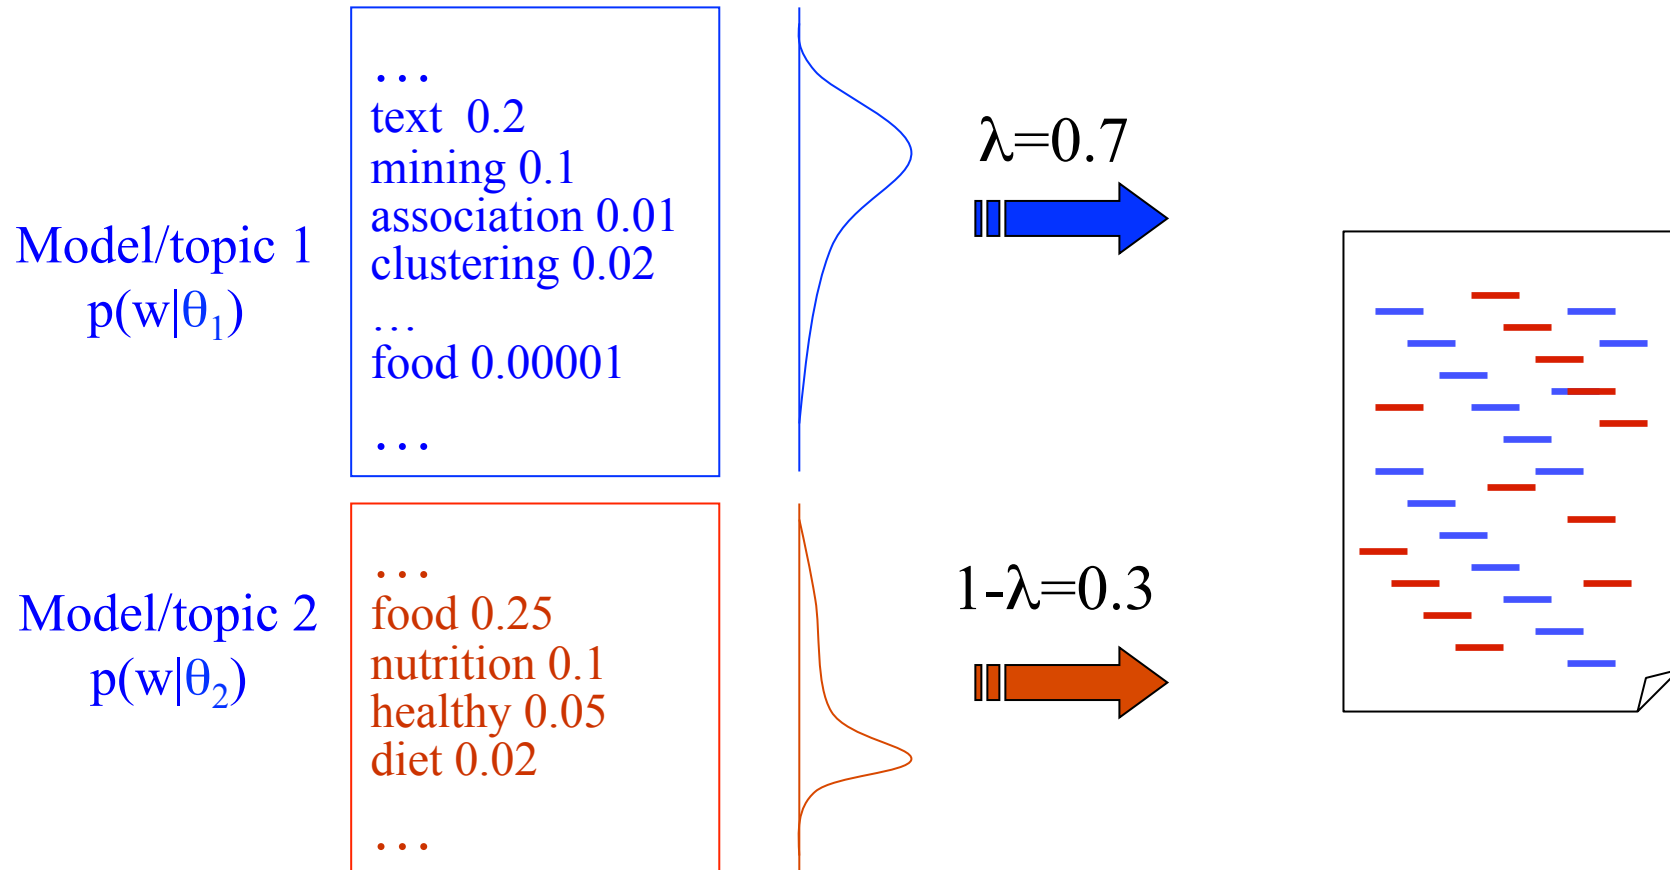 …
text 0.2
mining 0.1
association 0.01
clustering 0.02
…
food 0.00001
…
Model/topic 1
p(w|θ₁)
λ=0.7
…
food 0.25
nutrition 0.1
healthy 0.05
diet 0.02
…
Model/topic 2
p(w|θ₂)
1-λ=0.3